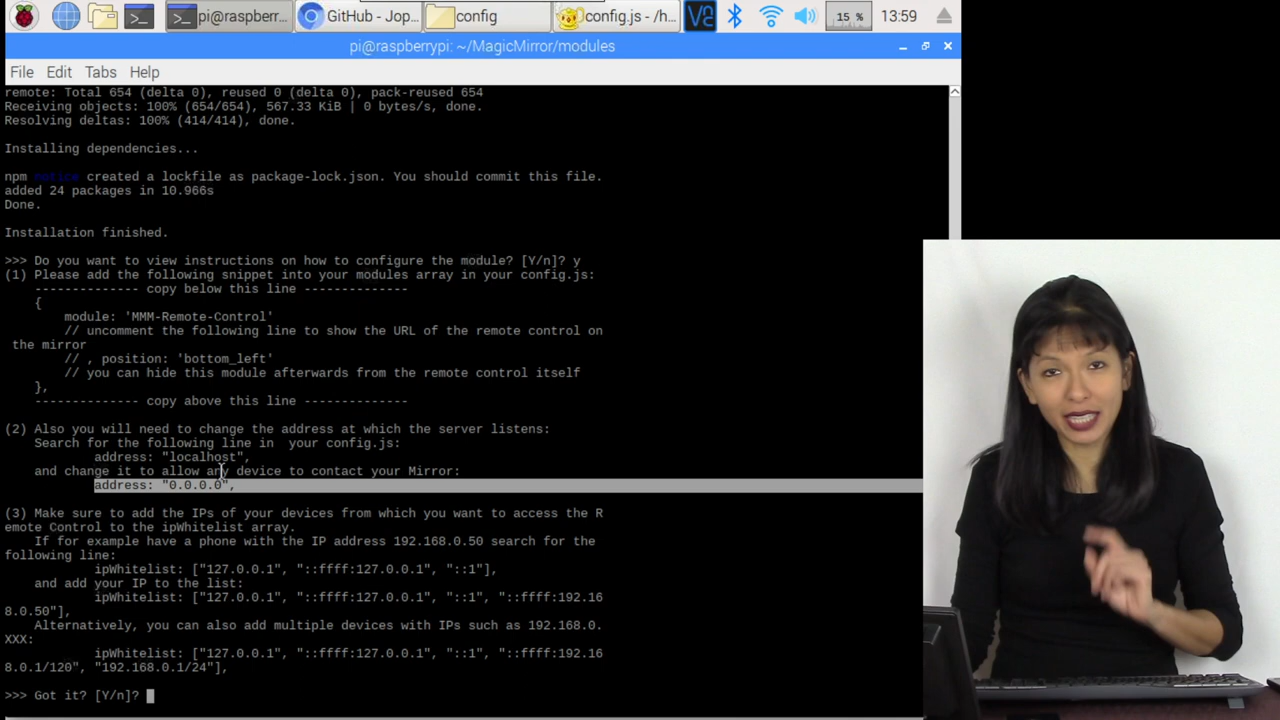 pi@raspberr...
GitHub - Jop...
config
config.js - /h...
V2
15 %
13:59
pi@raspberrypi: ~/MagicMirror/modules
File Edit Tabs Help
remote: Total 654 (delta 0), reused 0 (delta 0), pack-reused 654
Receiving objects: 100% (654/654), 567.33 KiB | 0 bytes/s, done.
Resolving deltas: 100% (414/414), done.
Installing dependencies...
npm notice created a lockfile as package-lock.json. You should commit this file.
added 24 packages in 10.966s
Done.
Installation finished.
>>> Do you want to view instructions on how to configure the module? [Y/n]? y
(1) Please add the following snippet into your modules array in your config.js:
-------------- copy below this line --------------
{
module: 'MMM-Remote-Control'
// uncomment the following line to show the URL of the remote control on
the mirror
// , position: 'bottom_left'
// you can hide this module afterwards from the remote control itself
},
-------------- copy above this line --------------
(2) Also you will need to change the address at which the server listens:
Search for the following line in  your config.js:
address: "localhost",
and change it to allow any device to contact your Mirror:
address: "0.0.0.0",
(3) Make sure to add the IPs of your devices from which you want to access the R
emote Control to the ipWhitelist array.
If for example have a phone with the IP address 192.168.0.50 search for the
following line:
ipWhitelist: ["127.0.0.1", "::ffff:127.0.0.1", "::1"],
and add your IP to the list:
ipWhitelist: ["127.0.0.1", "::ffff:127.0.0.1", "::1", "::ffff:192.16
8.0.50"],
Alternatively, you can also add multiple devices with IPs such as 192.168.0.
XXX:
ipWhitelist: ["127.0.0.1", "::ffff:127.0.0.1", "::1", "::ffff:192.16
8.0.1/120", "192.168.0.1/24"],
>>> Got it? [Y/n]?